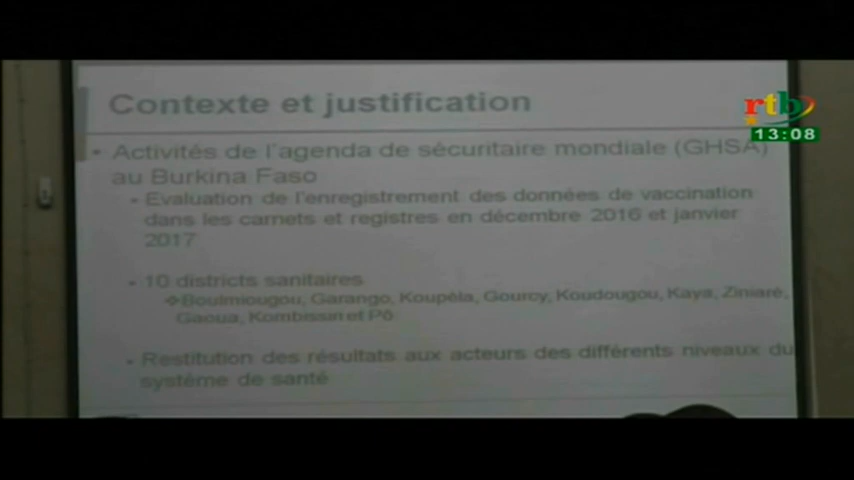 Contexte et justification
rtb
13:08
• Activités de l'agenda de sécuritaire mondiale (GHSA)
au Burkina Faso
- Evaluation de l'enregistrement des données de vaccination
dans les carnets et registres en décembre 2016 et janvier
2017
- 10 districts sanitaires
❖Boulmiougou, Garango, Koupéla, Gourcy, Koudougou, Kaya, Ziniaré,
Gaoua, Kombissiri et Pô
- Restitution des résultats aux acteurs des différents niveaux du
système de santé